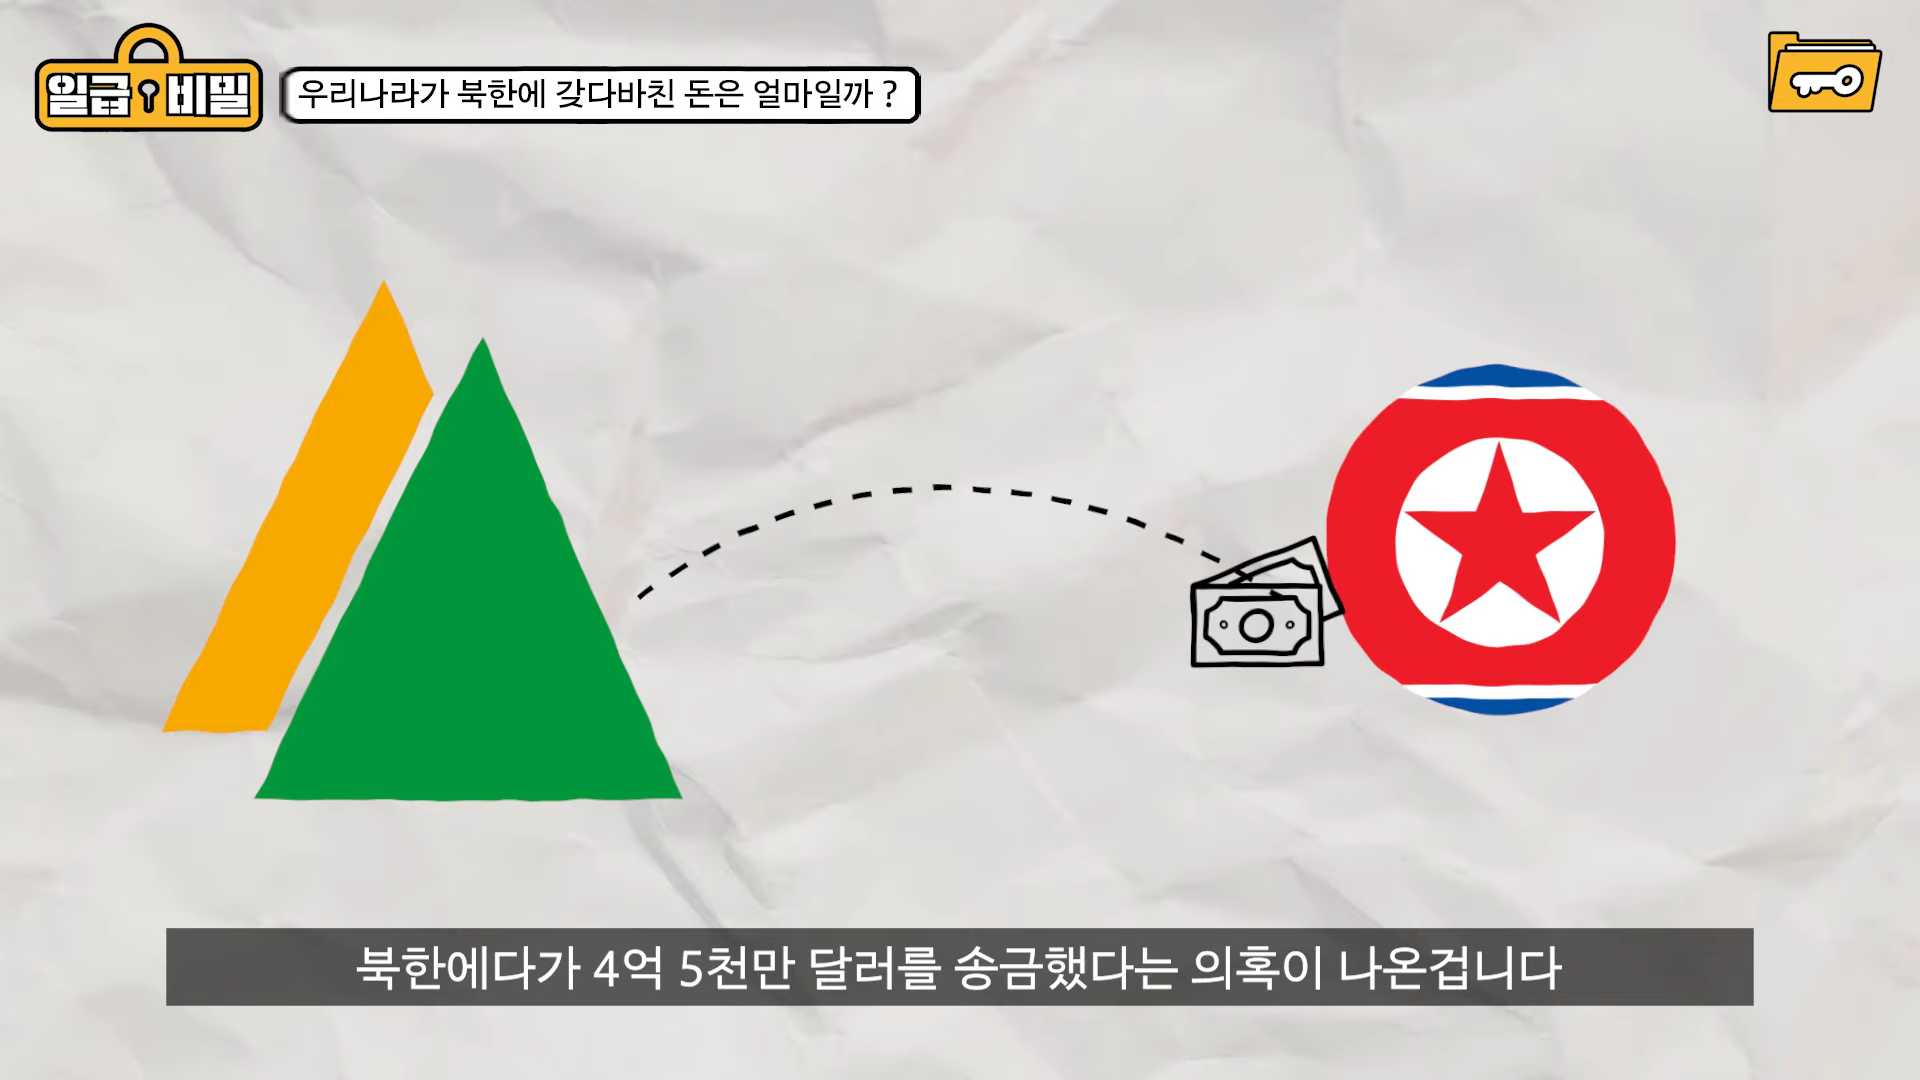 일급비밀
우리나라가 북한에 갖다바친 돈은 얼마일까 ?
북한에다가 4억 5천만 달러를 송금했다는 의혹이 나온겁니다